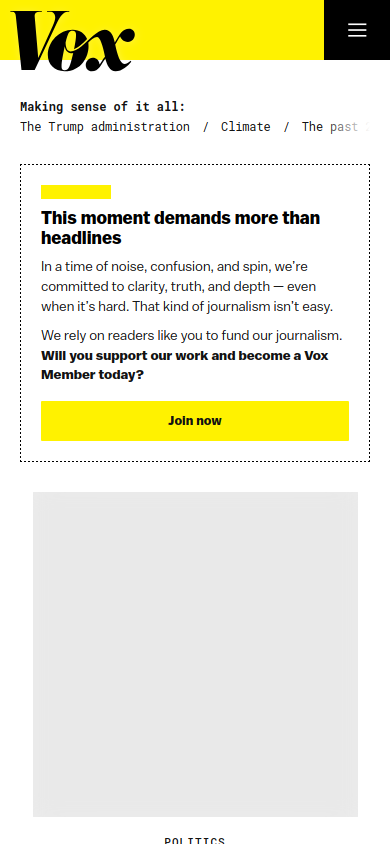 Vox
Making sense of it all:
The Trump administration / Climate / The past
This moment demands more than
headlines
In a time of noise, confusion, and spin, we're
committed to clarity, truth, and depth — even
when it's hard. That kind of journalism isn't easy.
We rely on readers like you to fund our journalism.
Will you support our work and become a Vox
Member today?
Join now
POLITICS